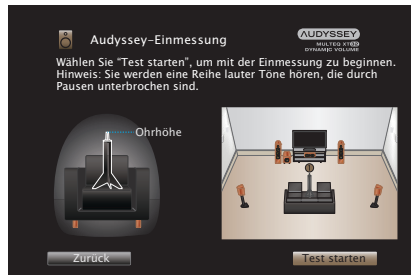 Audyssey-Einmessung
AUDYSSEY
MULTEQ XT32
DYNAMIC VOLUME
Wählen Sie "Test starten", um mit der Einmessung zu beginnen.
Hinweis: Sie werden eine Reihe lauter Töne hören, die durch
Pausen unterbrochen sind.
Ohrhöhe
Zurück
Test starten